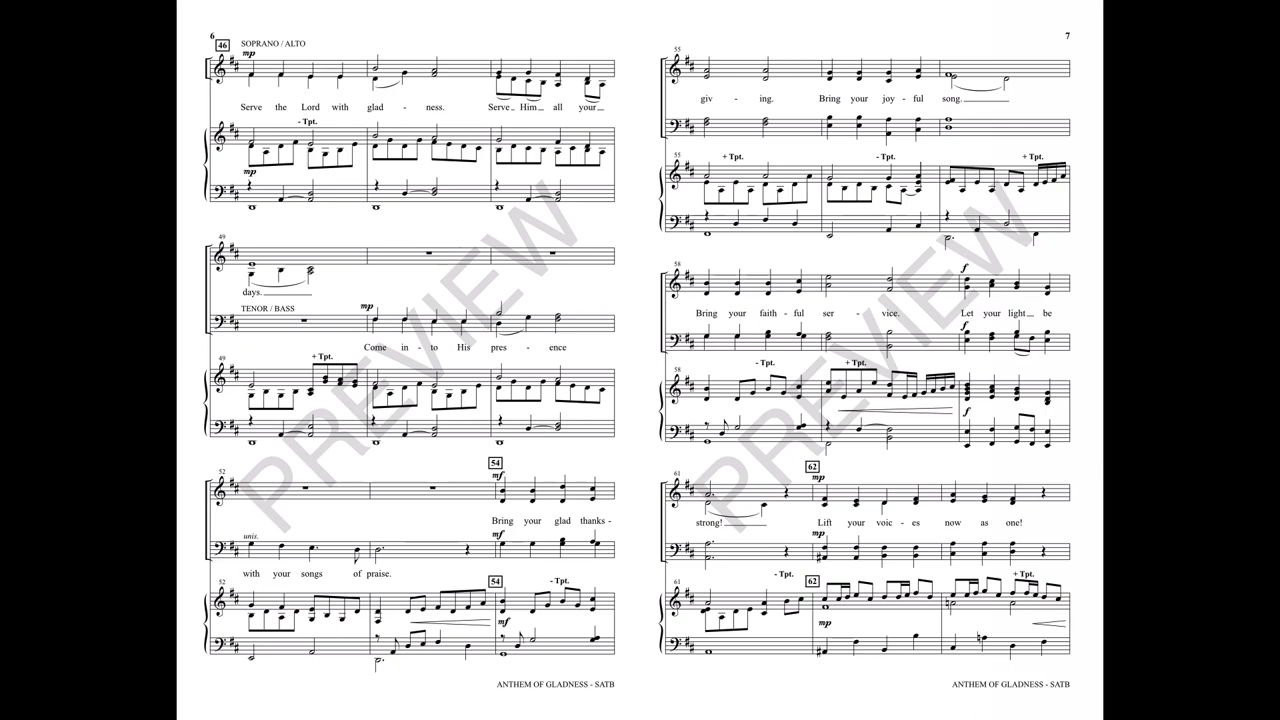 6
46 SOPRANO / ALTO
mp
Serve the Lord with glad - ness. Serve Him all your
- Tpt.
mp
49
days.
TENOR / BASS
mp
Come in - to His pres - ence
49
+ Tpt.
52
54
mf
Bring your glad thanks -
unis.
mf
with your songs of praise.
52
54
- Tpt.
mf
ANTHEM OF GLADNESS - SATB
7
55
giv - ing. Bring your joy - ful song.
55
+ Tpt. - Tpt. + Tpt.
58
f
Bring your faith - ful ser - vice. Let your light be
f
- Tpt. + Tpt.
58
f
61
62
mp
strong! Lift your voic - es now as one!
mp
61
- Tpt. 62 + Tpt.
mp
ANTHEM OF GLADNESS - SATB
PREVIEW
PREVIEW